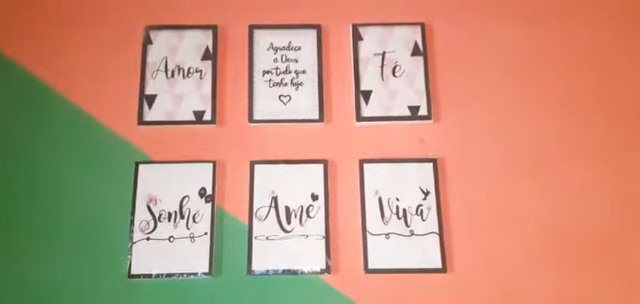 Amor
Agradeço
a Deus
por tudo que
tenho hoje
Fé
Sonhe
Ame
Viva